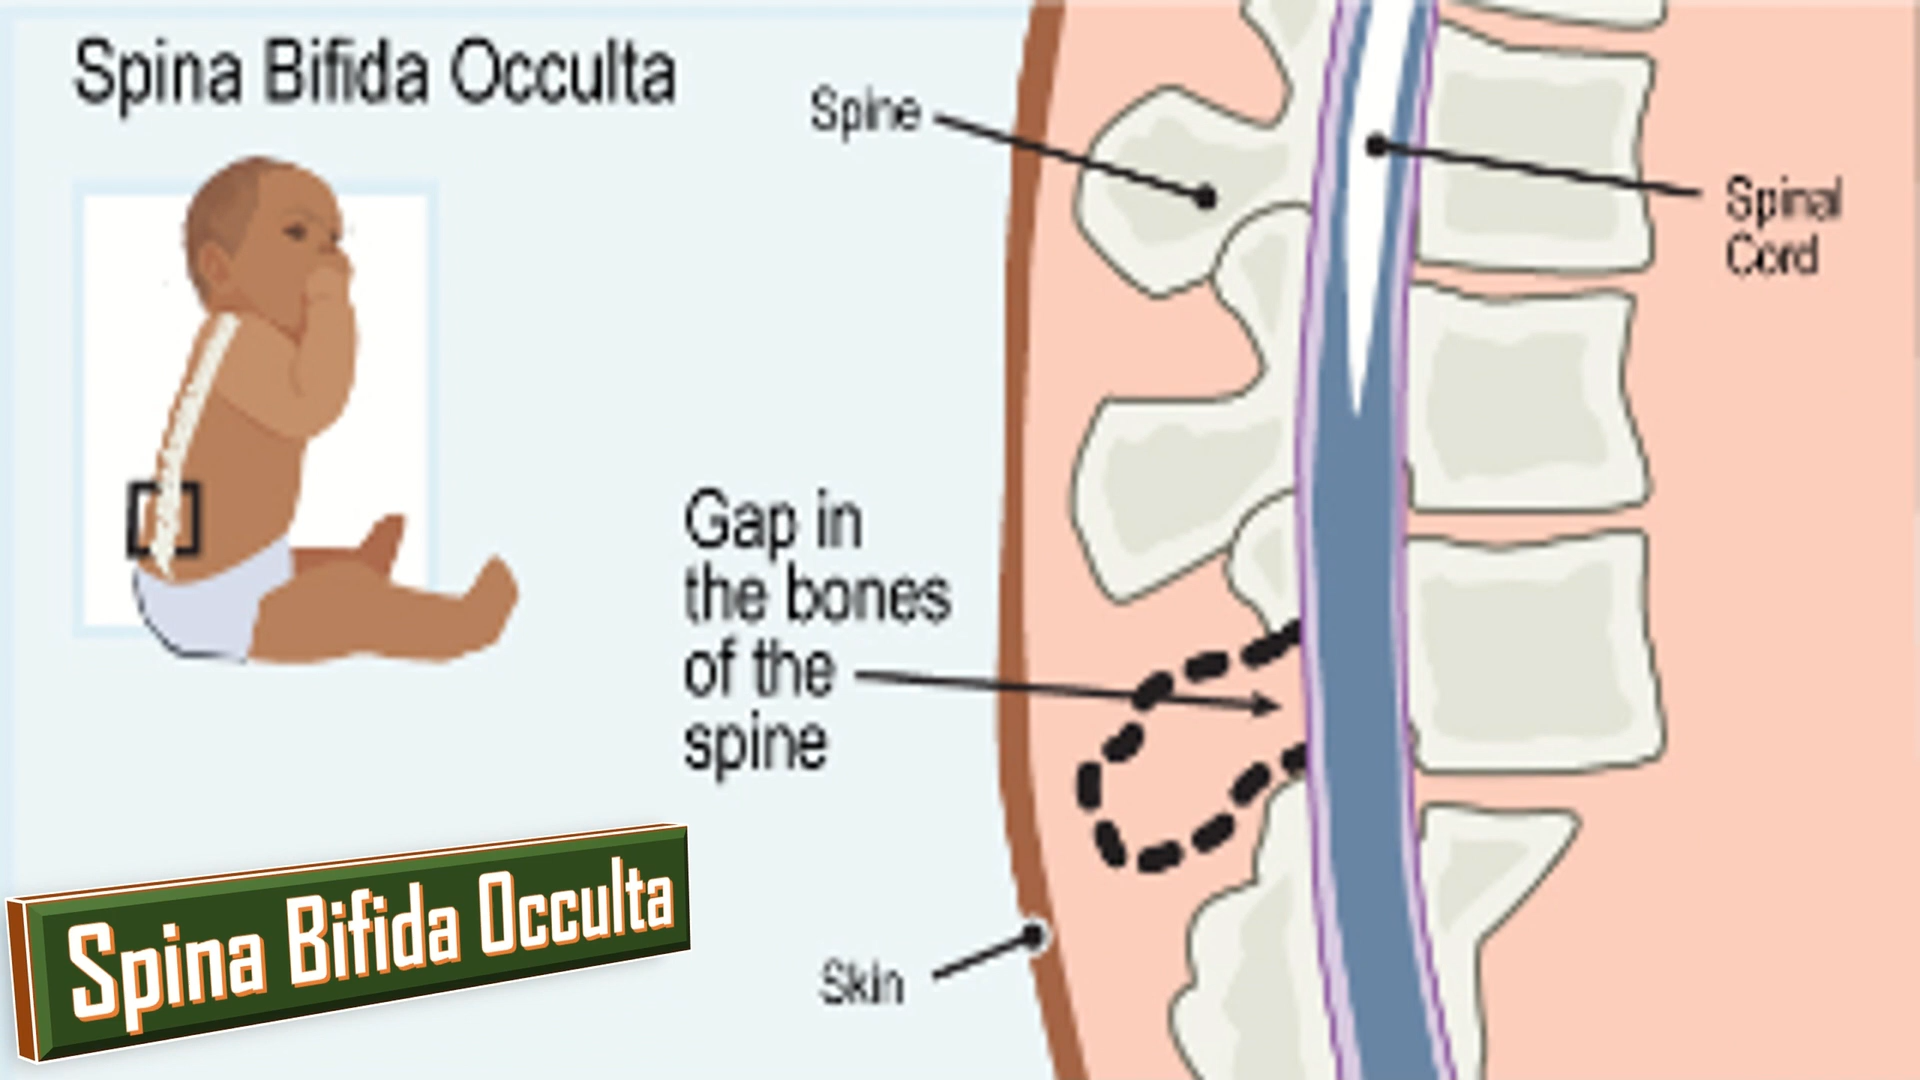 Spina Bifida Occulta
Spine
Spinal
Cord
Gap in
the bones
of the
spine
Skin
Spina Bifida Occulta